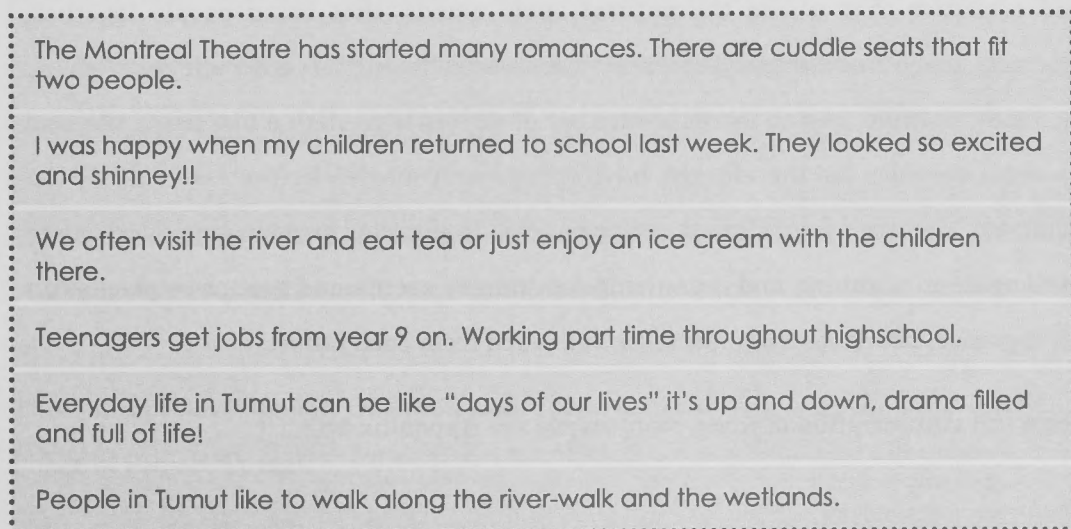 The Montreal Theatre has started many romances. There are cuddle seats that fit
two people.
I was happy when my children returned to school last week. They looked so excited
and shinney!!
We often visit the river and eat tea or just enjoy an ice cream with the children
there.
Teenagers get jobs from year 9 on. Working part time throughout highschool.
Everyday life in Tumut can be like “days of our lives” it's up and down, drama filled
and full of life!
People in Tumut like to walk along the river-walk and the wetlands.